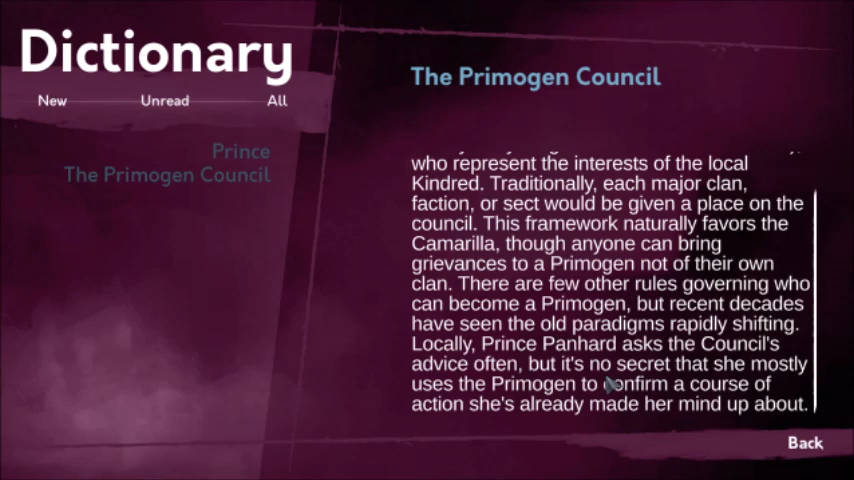 Dictionary
New
Unread
All
Prince
The Primogen Council
The Primogen Council
who represent the interests of the local
Kindred. Traditionally, each major clan,
faction, or sect would be given a place on the
council. This framework naturally favors the
Camarilla, though anyone can bring
grievances to a Primogen not of their own
clan. There are few other rules governing who
can become a Primogen, but recent decades
have seen the old paradigms rapidly shifting.
Locally, Prince Panhard asks the Council's
advice often, but it's no secret that she mostly
uses the Primogen to confirm a course of
action she's already made her mind up about.
Back